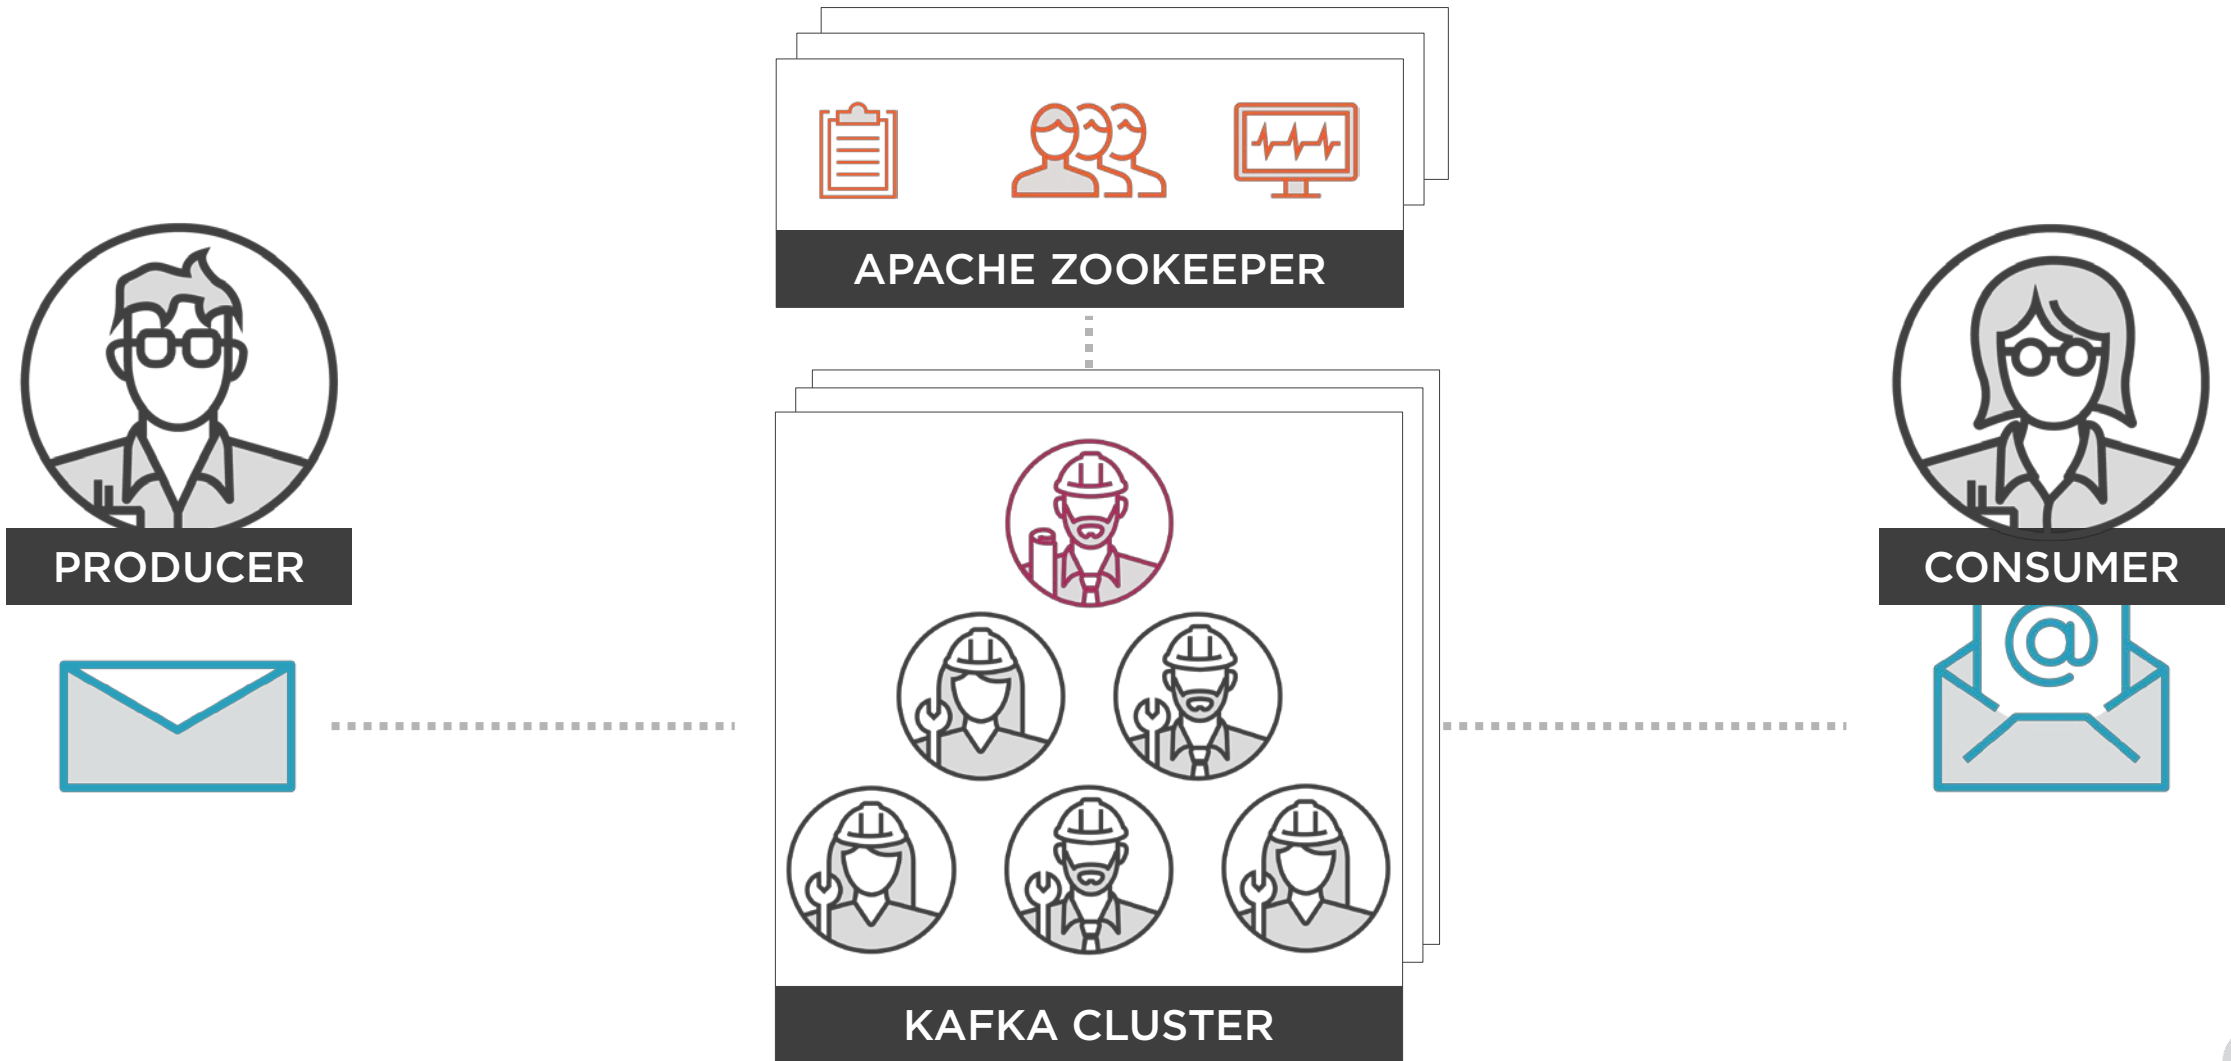 APACHE ZOOKEEPER
PRODUCER
CONSUMER
@
KAFKA CLUSTER